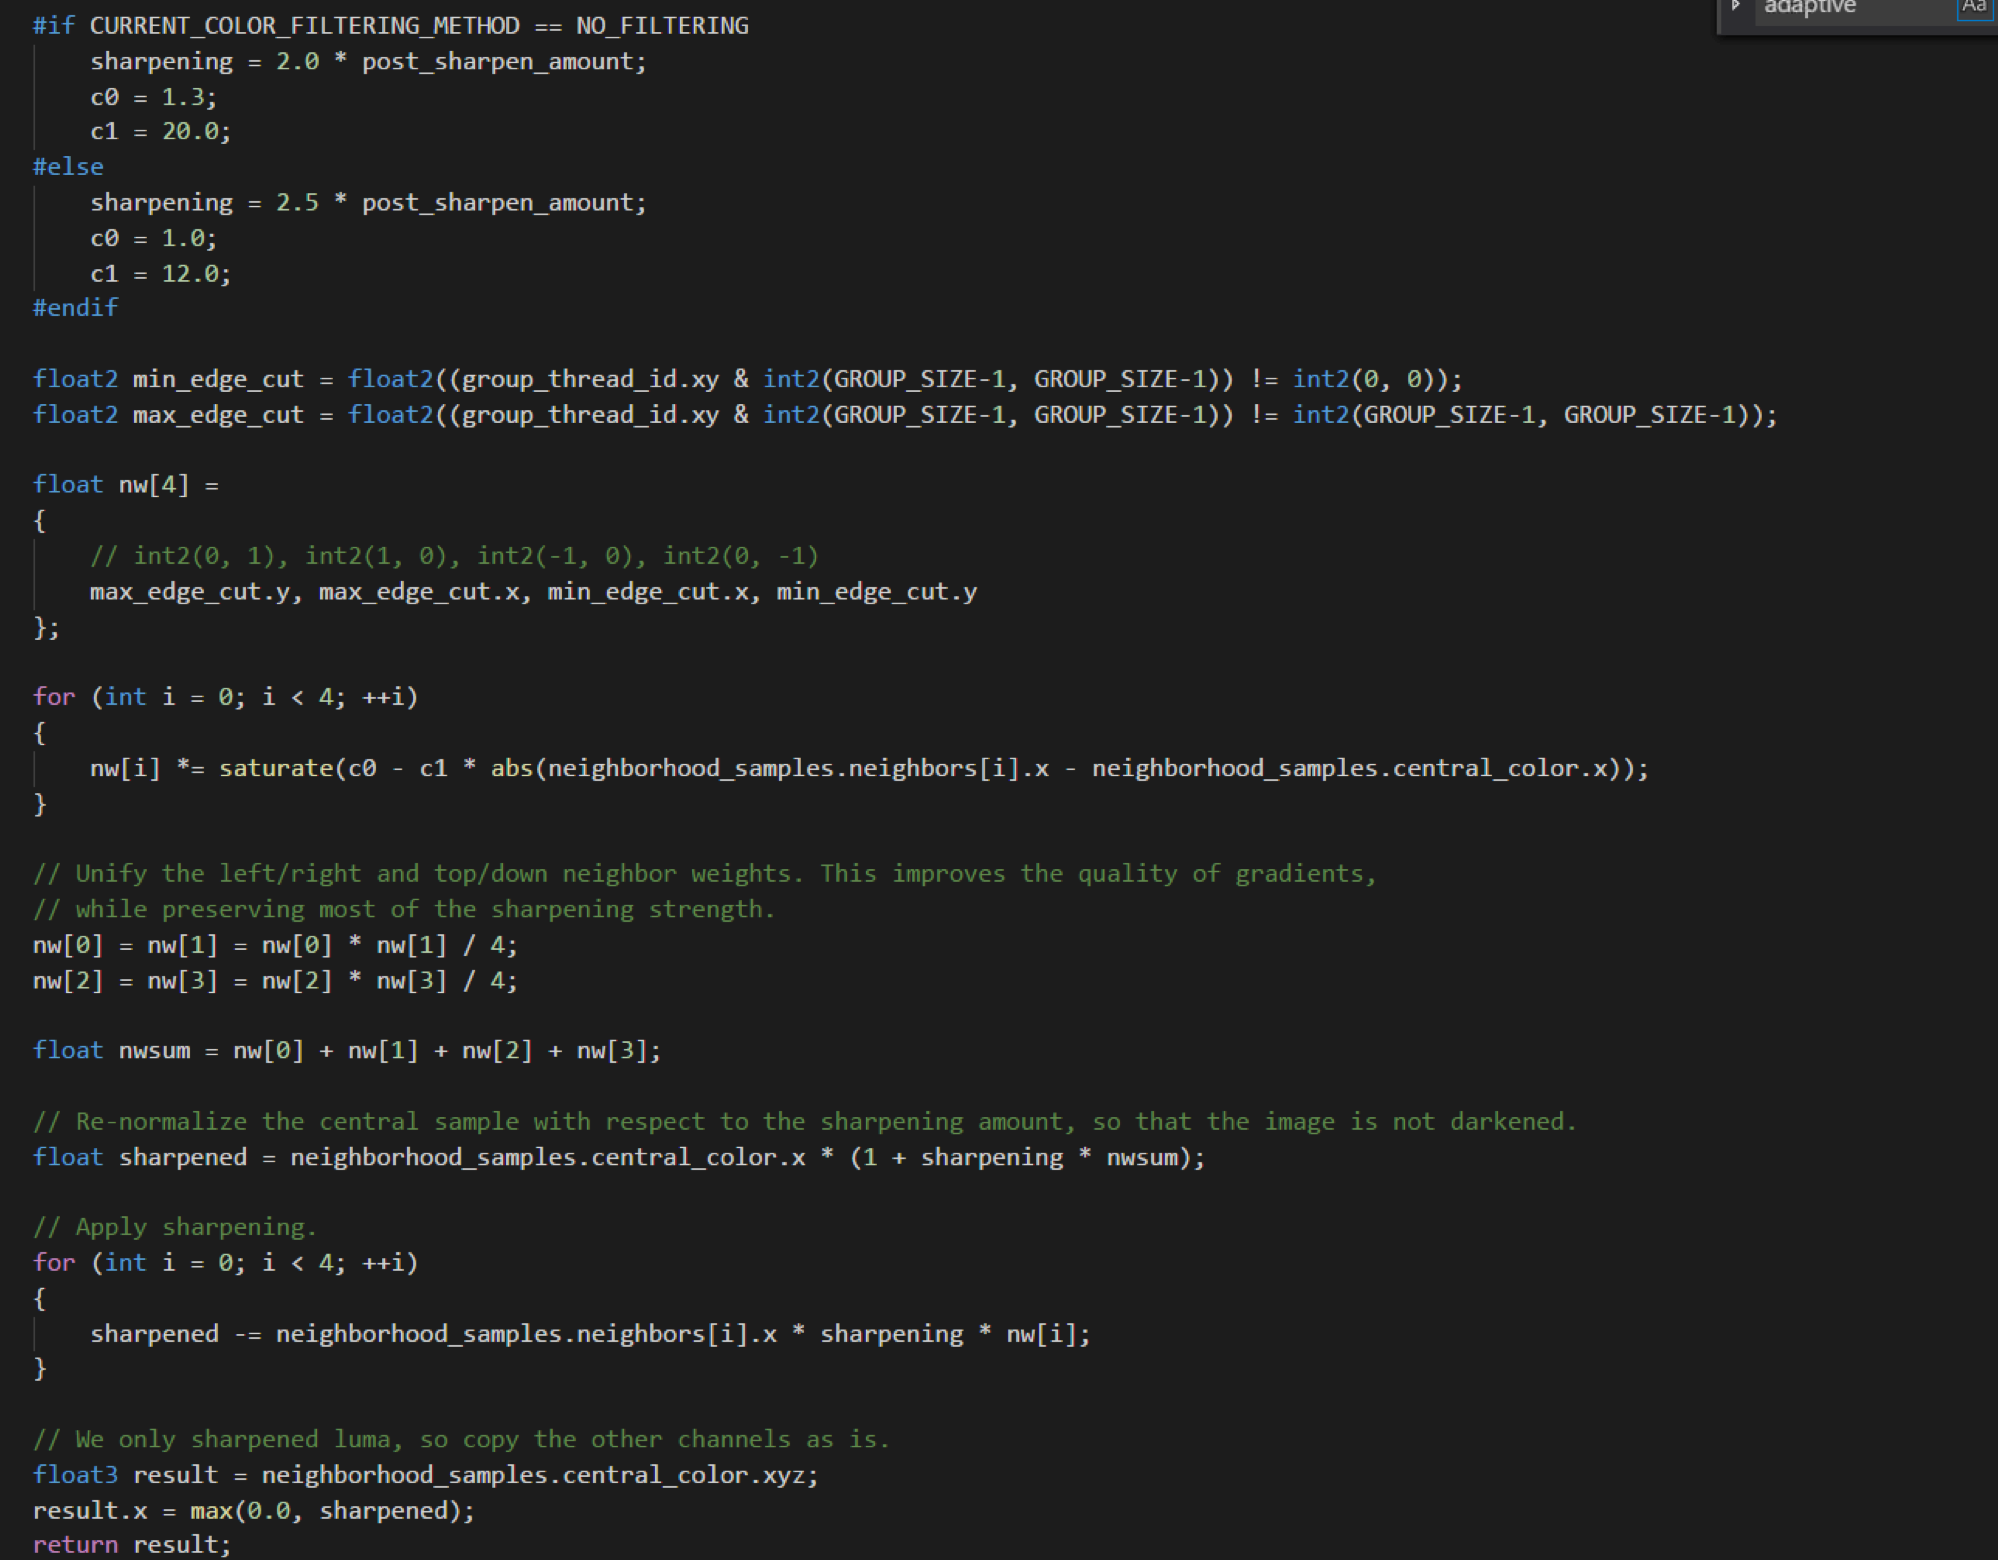 adaptive Aa
#if CURRENT_COLOR_FILTERING_METHOD == NO_FILTERING
    sharpening = 2.0 * post_sharpen_amount;
    c0 = 1.3;
    c1 = 20.0;
#else
    sharpening = 2.5 * post_sharpen_amount;
    c0 = 1.0;
    c1 = 12.0;
#endif
float2 min_edge_cut = float2((group_thread_id.xy & int2(GROUP_SIZE-1, GROUP_SIZE-1)) != int2(0, 0));
float2 max_edge_cut = float2((group_thread_id.xy & int2(GROUP_SIZE-1, GROUP_SIZE-1)) != int2(GROUP_SIZE-1, GROUP_SIZE-1));
float nw[4] =
{
    // int2(0, 1), int2(1, 0), int2(-1, 0), int2(0, -1)
    max_edge_cut.y, max_edge_cut.x, min_edge_cut.x, min_edge_cut.y
};
for (int i = 0; i < 4; ++i)
{
    nw[i] *= saturate(c0 - c1 * abs(neighborhood_samples.neighbors[i].x - neighborhood_samples.central_color.x));
}
// Unify the left/right and top/down neighbor weights. This improves the quality of gradients,
// while preserving most of the sharpening strength.
nw[0] = nw[1] = nw[0] * nw[1] / 4;
nw[2] = nw[3] = nw[2] * nw[3] / 4;
float nwsum = nw[0] + nw[1] + nw[2] + nw[3];
// Re-normalize the central sample with respect to the sharpening amount, so that the image is not darkened.
float sharpened = neighborhood_samples.central_color.x * (1 + sharpening * nwsum);
// Apply sharpening.
for (int i = 0; i < 4; ++i)
{
    sharpened -= neighborhood_samples.neighbors[i].x * sharpening * nw[i];
}
// We only sharpened luma, so copy the other channels as is.
float3 result = neighborhood_samples.central_color.xyz;
result.x = max(0.0, sharpened);
return result;